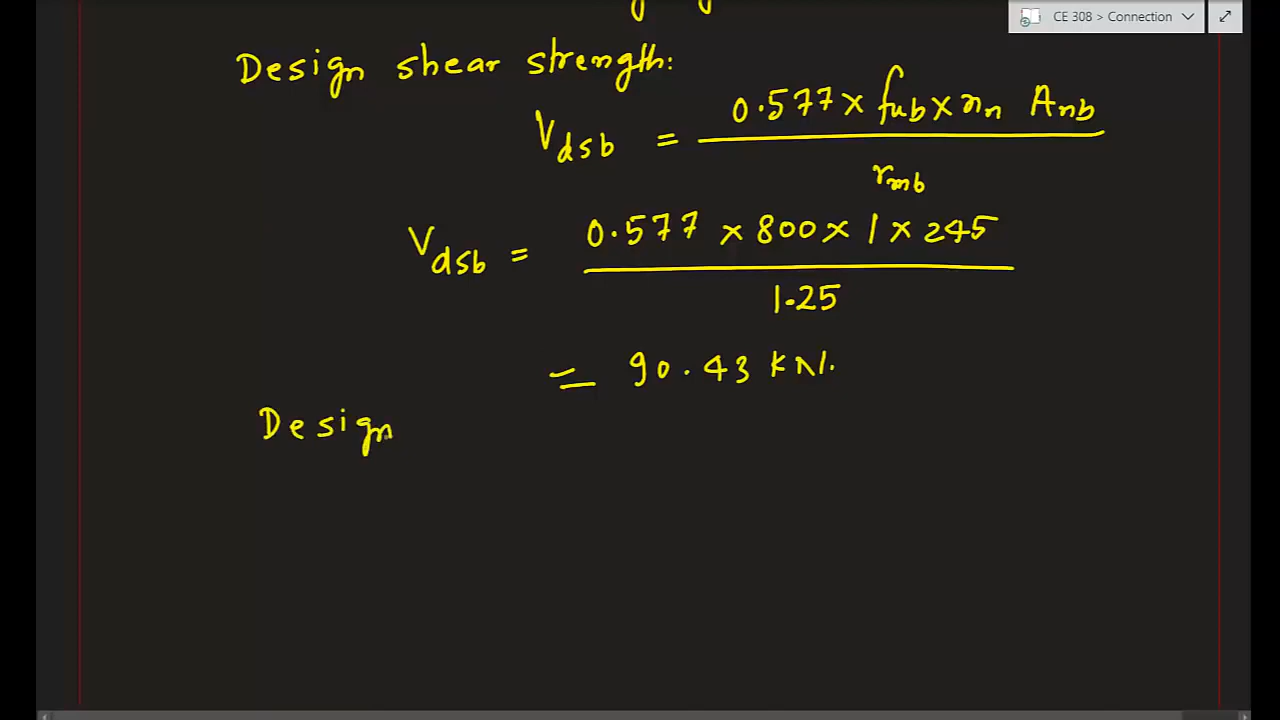 CE 308 > Connection
Design shear strength:
Vdsb = 0.577 × fub × nn Anb
rmb
Vdsb = 0.577 × 800 × 1 × 245
1.25
= 90.43 kN.
Design